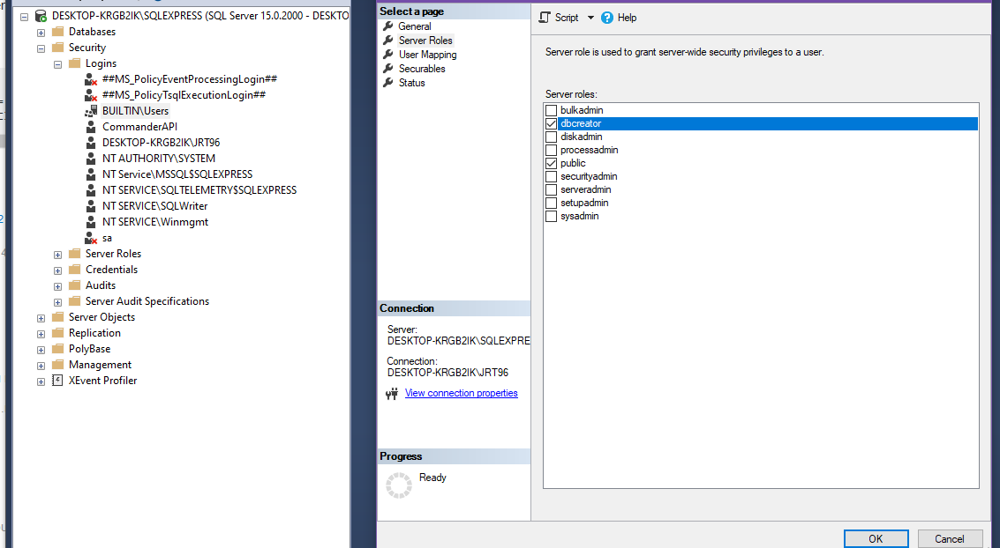 DESKTOP-KRGB2IK\SQLEXPRESS (SQL Server 15.0.2000 - DESKTO
Databases
Security
Logins
##MS_PolicyEventProcessingLogin##
##MS_PolicyTsqlExecutionLogin##
BUILTIN\Users
CommanderAPI
DESKTOP-KRGB2IK\JRT96
NT AUTHORITY\SYSTEM
NT Service\MSSQL$SQLEXPRESS
NT SERVICE\SQLTELEMETRY$SQLEXPRESS
NT SERVICE\SQLWriter
NT SERVICE\Winmgmt
sa
Server Roles
Credentials
Audits
Server Audit Specifications
Server Objects
Replication
PolyBase
Management
XEvent Profiler
Select a page
General
Server Roles
User Mapping
Securables
Status
Connection
Server:
DESKTOP-KRGB2IK\SQLEXPRE
Connection:
DESKTOP-KRGB2IK\JRT96
View connection properties
Progress
Ready
Script
Help
Server role is used to grant server-wide security privileges to a user.
Server roles:
bulkadmin
dbcreator
diskadmin
processadmin
public
securityadmin
serveradmin
setupadmin
sysadmin
OK
Cancel